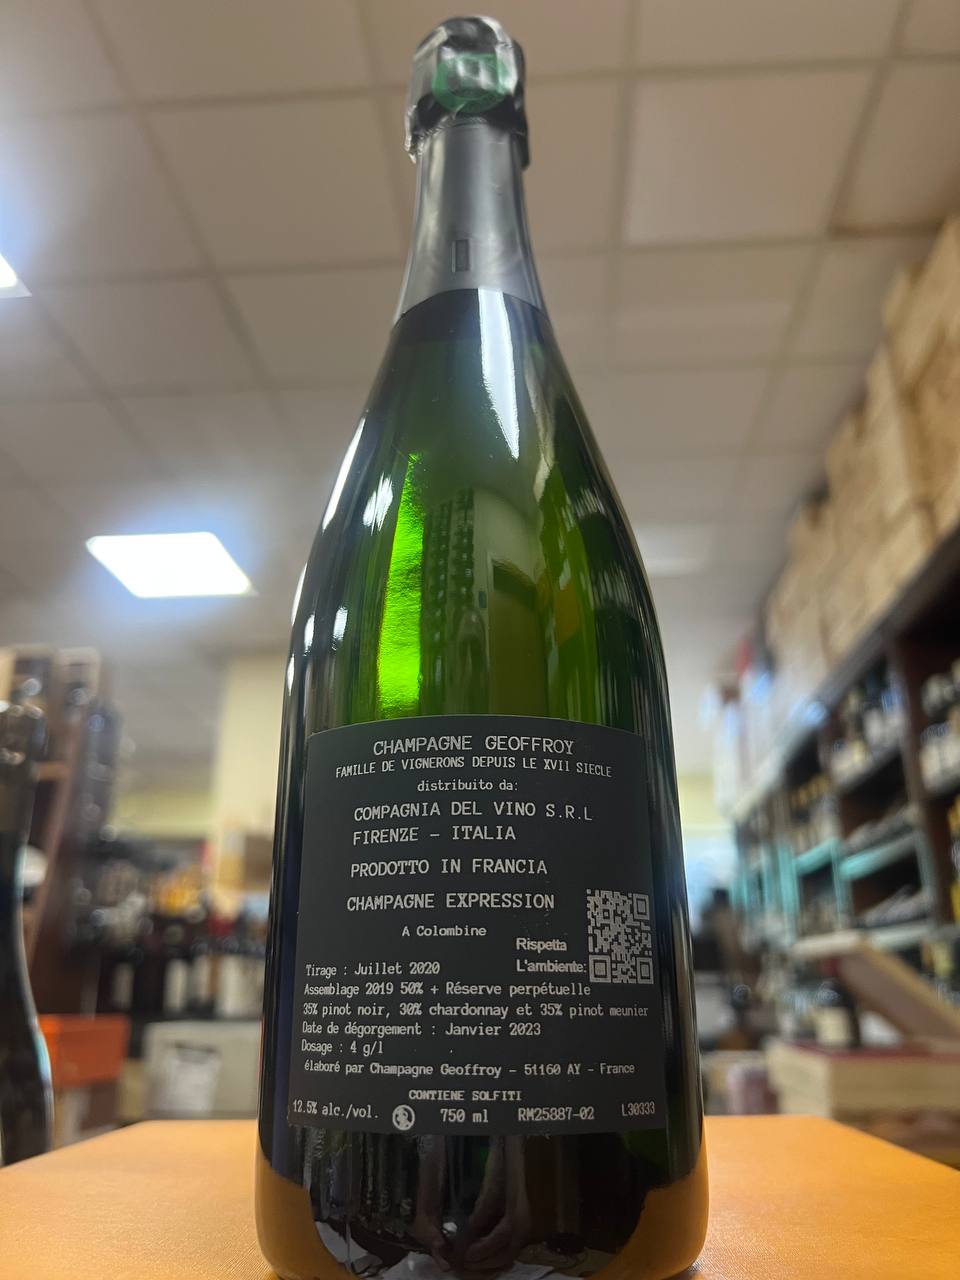 CHAMPAGNE GEOFFROY
FAMILLE DE VIGNERONS DEPUIS LE XVII SIECLE
distribuito da:
COMPAGNIA DEL VINO S.R.L
FIRENZE - ITALIA
PRODOTTO IN FRANCIA
CHAMPAGNE EXPRESSION
A Colombine
Rispetta
L'ambiente:
Tirage : Juillet 2020
Assemblage 2019 50% + Réserve perpétuelle
35% pinot noir, 30% chardonnay et 35% pinot meunier
Date de dégorgement : Janvier 2023
Dosage : 4 g/l
élaboré par Champagne Geoffroy - 51160 AY - France
CONTIENE SOLFITI
12.5% alc./vol. 750 ml RM25887-02 L30333